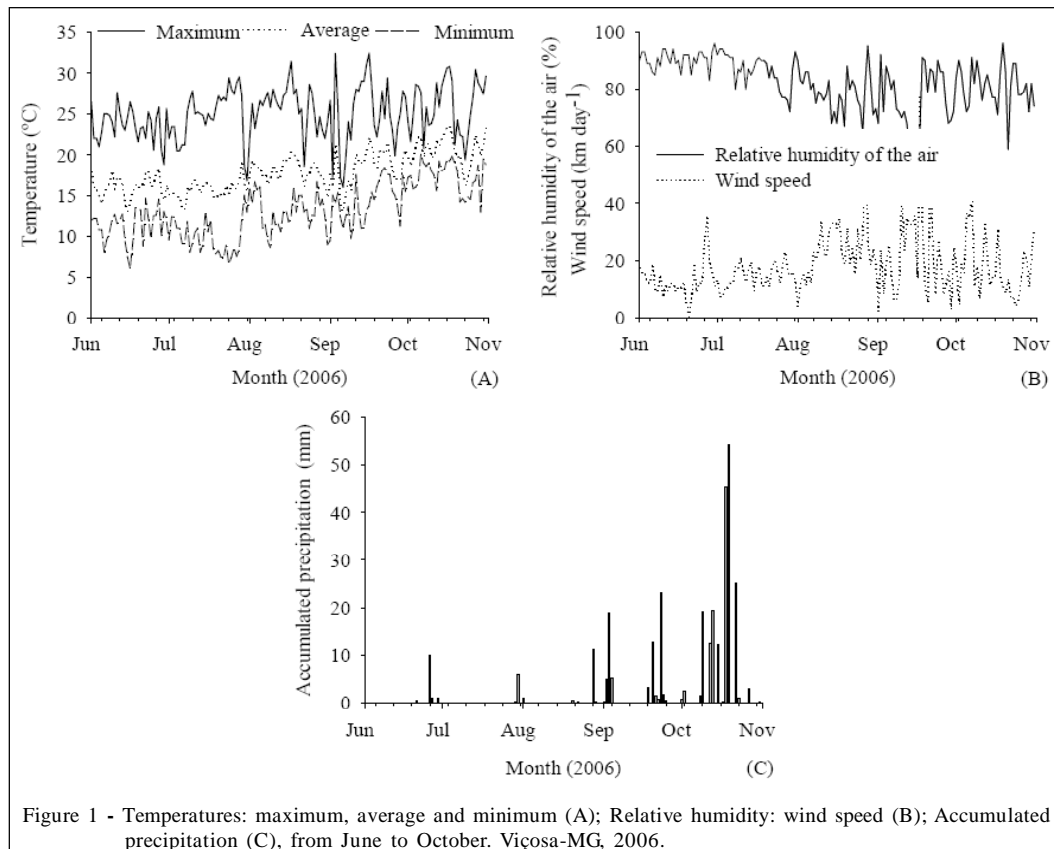 Maximum Average Minimum
35
30
25
20
15
10
5
0
Temperature (°C)
Jun Jul Aug Sep Oct Nov
Month (2006) (A)
100
80
60
40
20
0
Relative humidity of the air (%)
Wind speed (km day-1)
Relative humidity of the air
Wind speed
Jun Jul Aug Sep Oct Nov
Month (2006) (B)
60
50
40
30
20
10
0
Accumulated precipitation (mm)
Jun Jul Aug Sep Oct Nov
Month (2006) (C)
Figure 1 - Temperatures: maximum, average and minimum (A); Relative humidity: wind speed (B); Accumulated
precipitation (C), from June to October. Viçosa-MG, 2006.